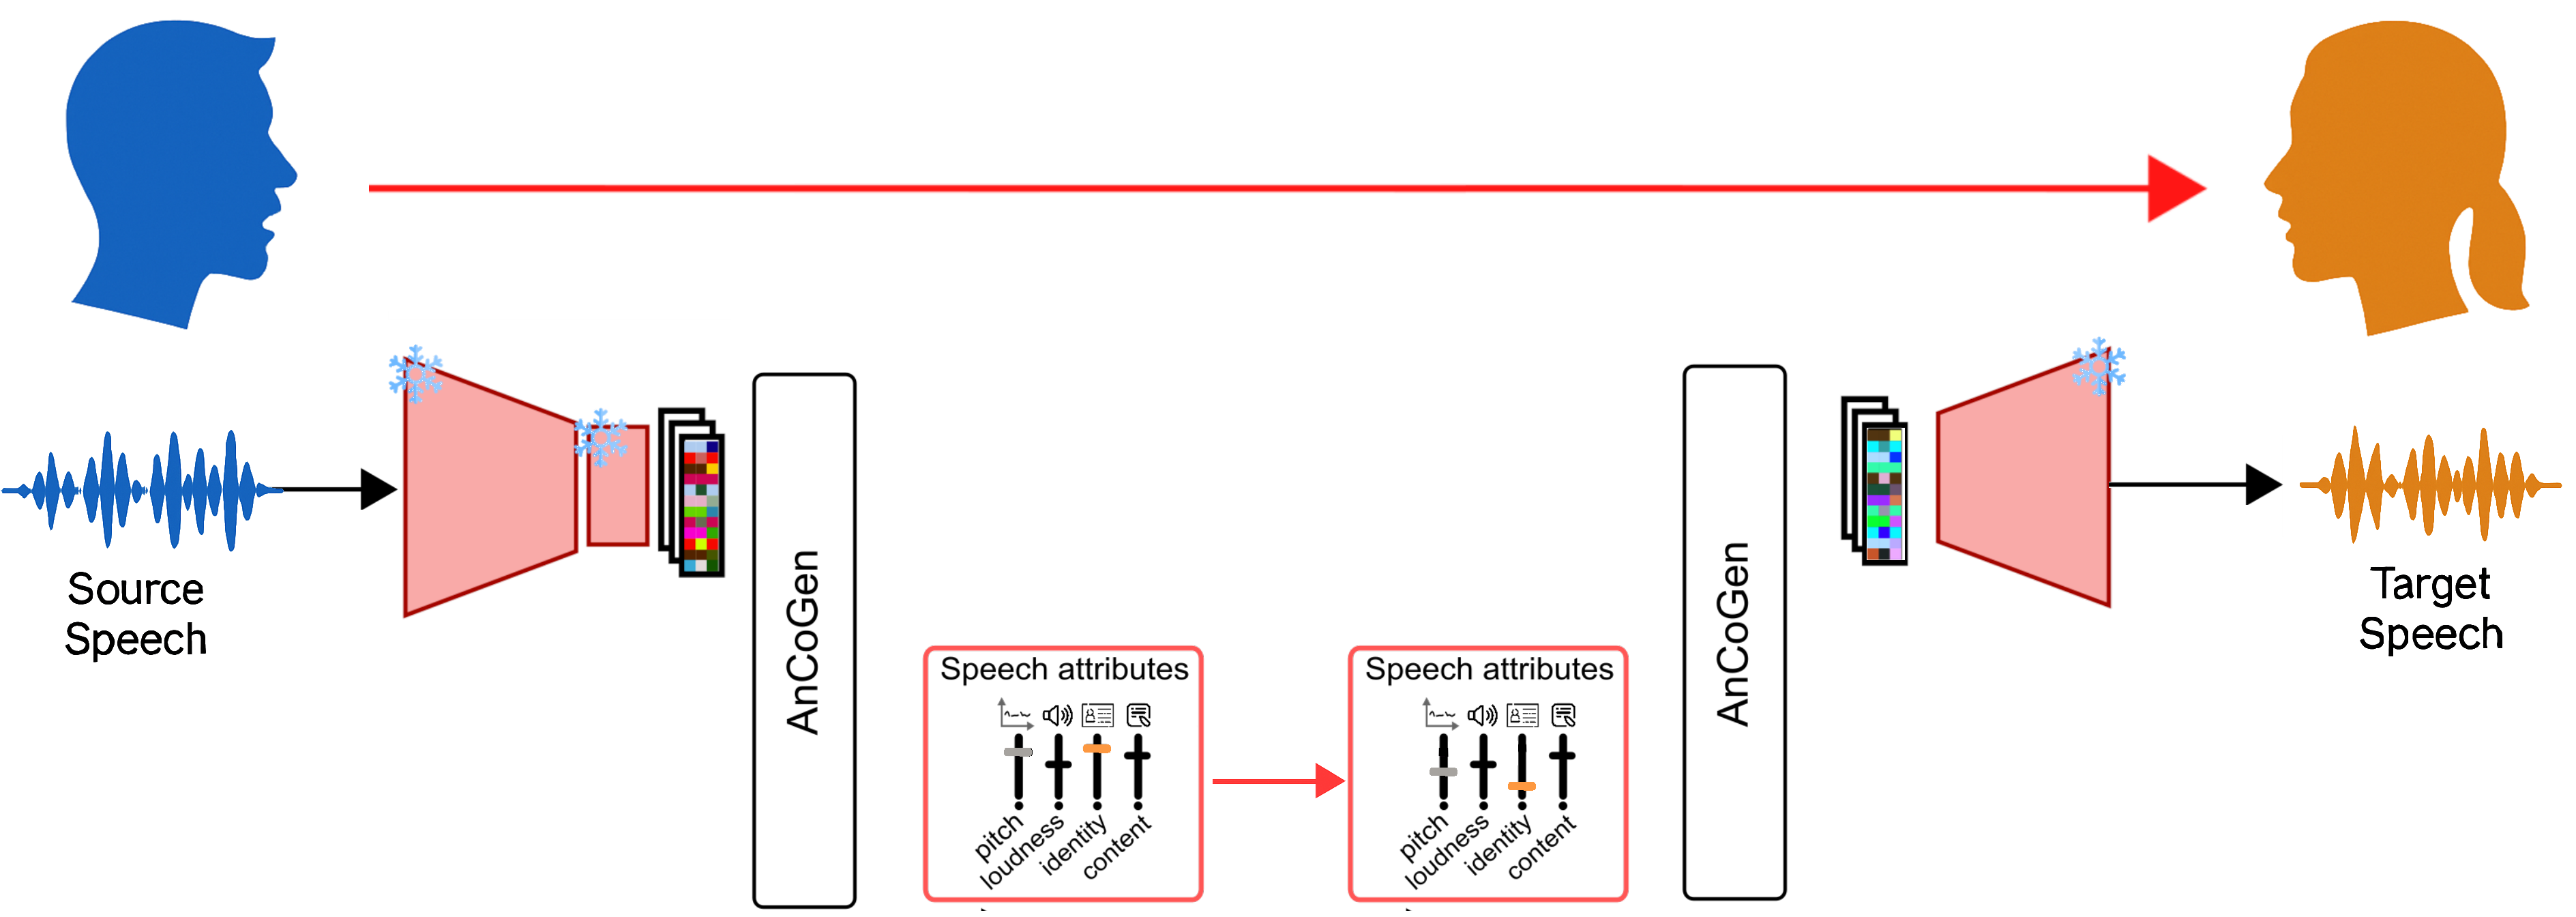 Source
Speech
AnCoGen
Speech attributes
pitch
loudness
identity
content
Speech attributes
pitch
loudness
identity
content
AnCoGen
Target
Speech